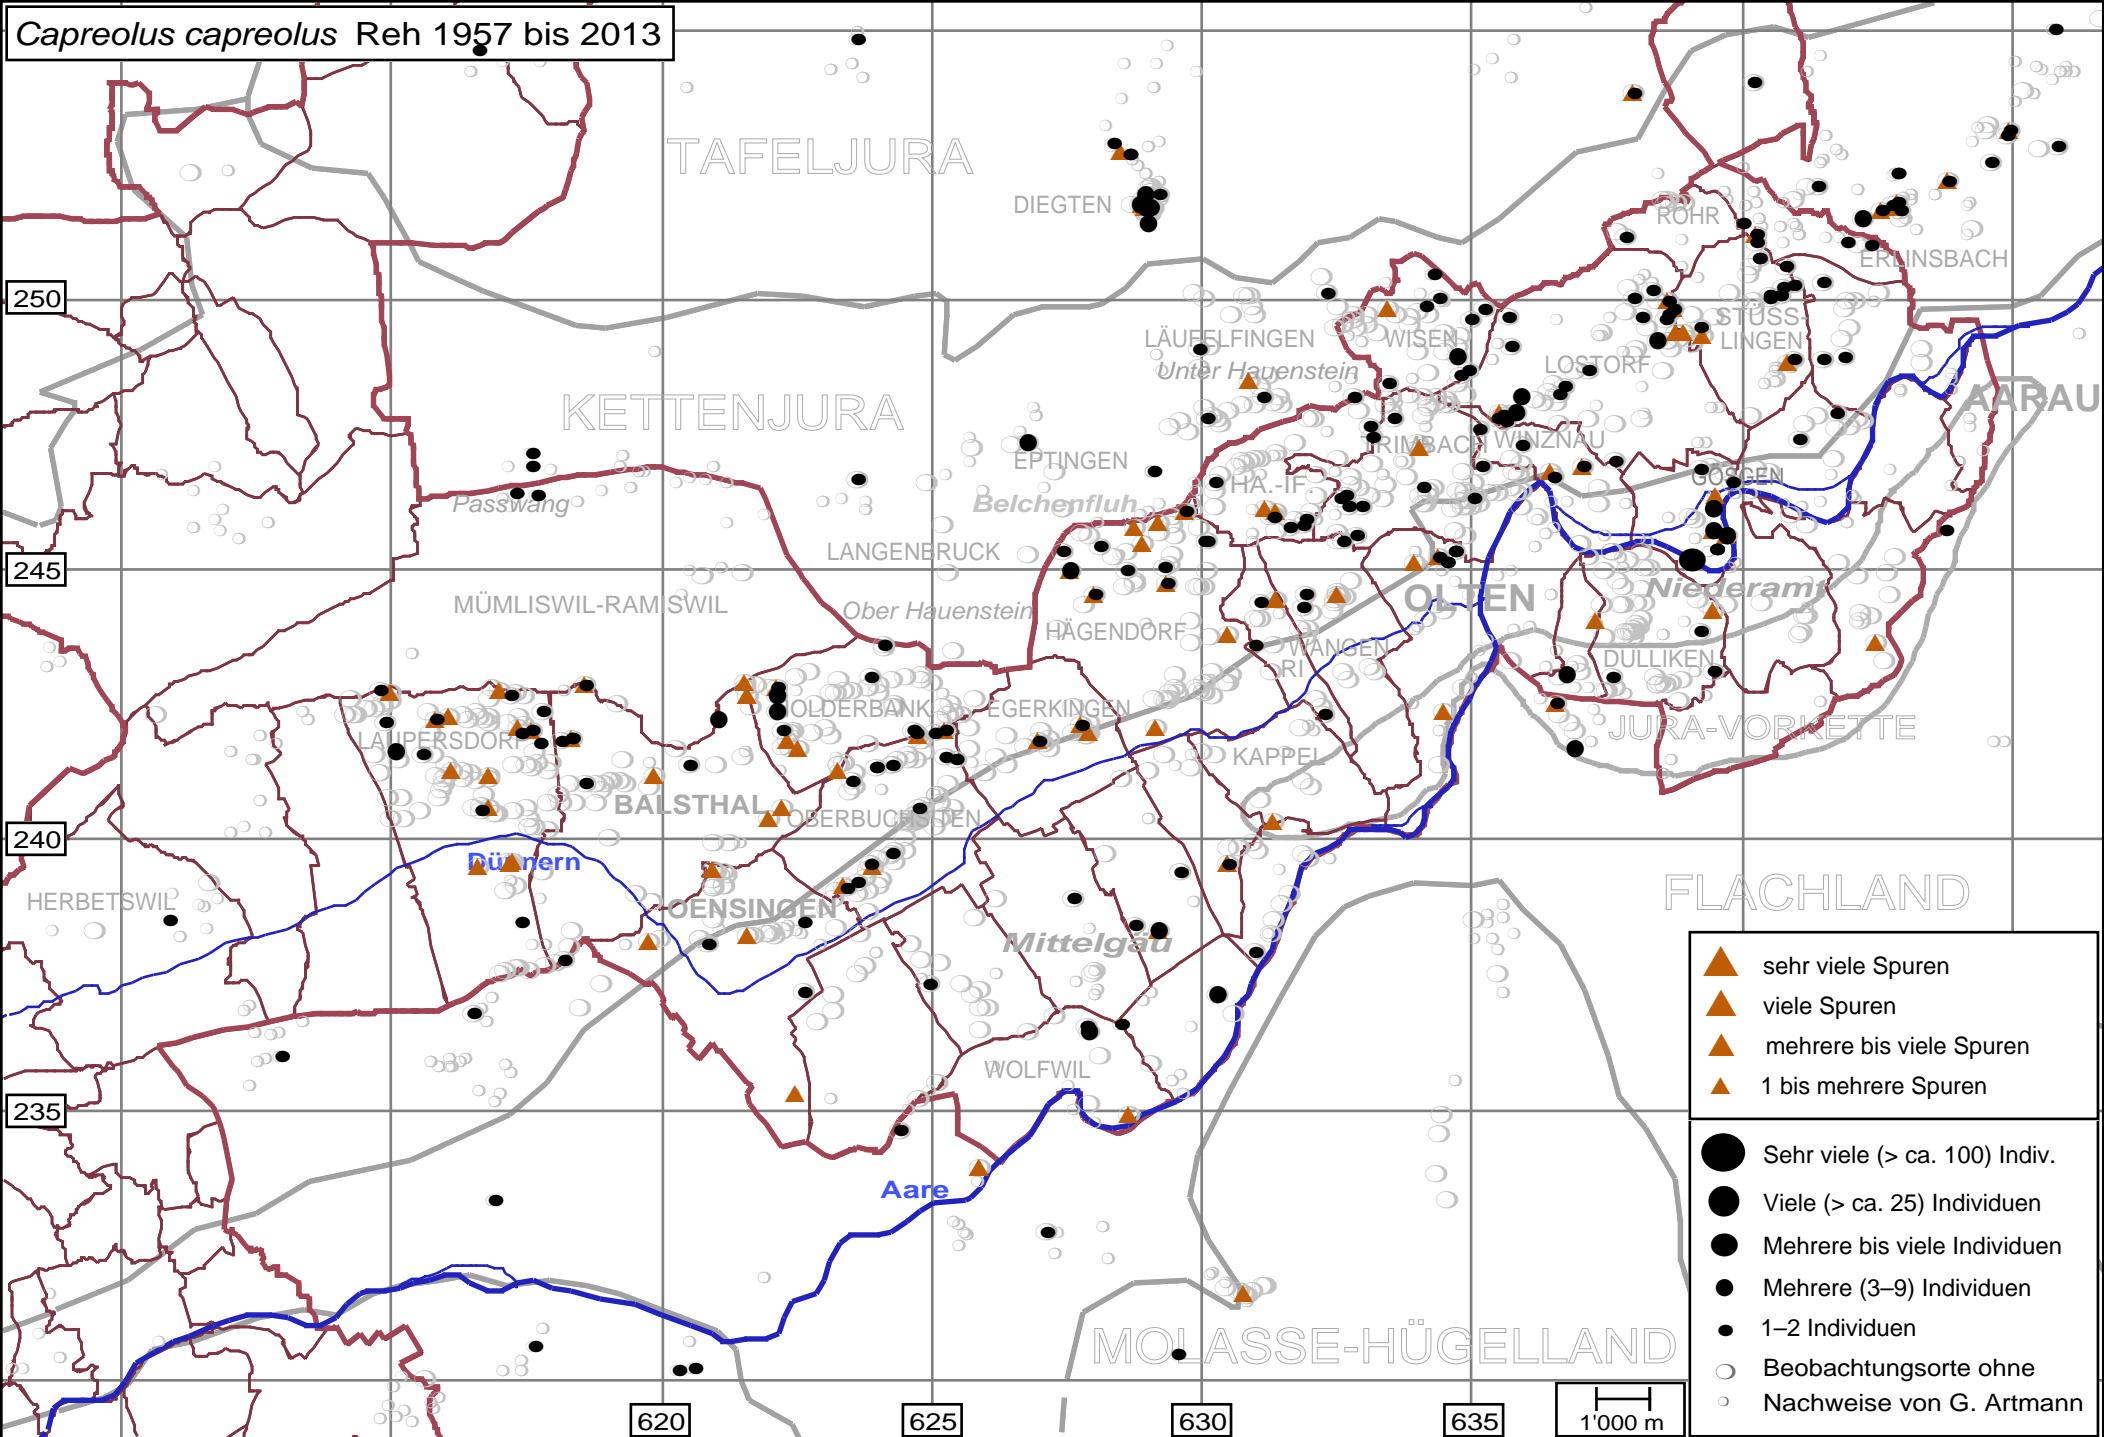 Capreolus capreolus Reh 1957 bis 2013
TAFELJURA
DIEGTEN
ROHR
ERLINSBACH
250
STÜSS-
LINGEN
LÄUFELFINGEN
WISEN
Unter Hauenstein
LOSTORF
KETTENJURA
AARAU
TRIMBACH
WINZNAU
EPTINGEN
HA.-IF.
GÖSGEN
Passwang
Belchenfluh
LANGENBRUCK
245
MÜMLISWIL-RAMISWIL
Ober Hauenstein
OLTEN
Niederamt
HÄGENDORF
WANGEN
RI
DULLIKEN
HOLDERBANK
EGERKINGEN
LAUPERSDORF
KAPPEL
JURA-VORKETTE
BALSTHAL
OBERBUCHSITEN
240
Dünnern
HERBETSWIL
OENSINGEN
FLACHLAND
Mittelgäu
sehr viele Spuren
viele Spuren
mehrere bis viele Spuren
1 bis mehrere Spuren
WOLFWIL
235
Aare
Sehr viele (> ca. 100) Indiv.
Viele (> ca. 25) Individuen
Mehrere bis viele Individuen
Mehrere (3–9) Individuen
1–2 Individuen
Beobachtungsorte ohne
Nachweise von G. Artmann
MOLASSE-HÜGELLAND
620
625
630
635
1'000 m